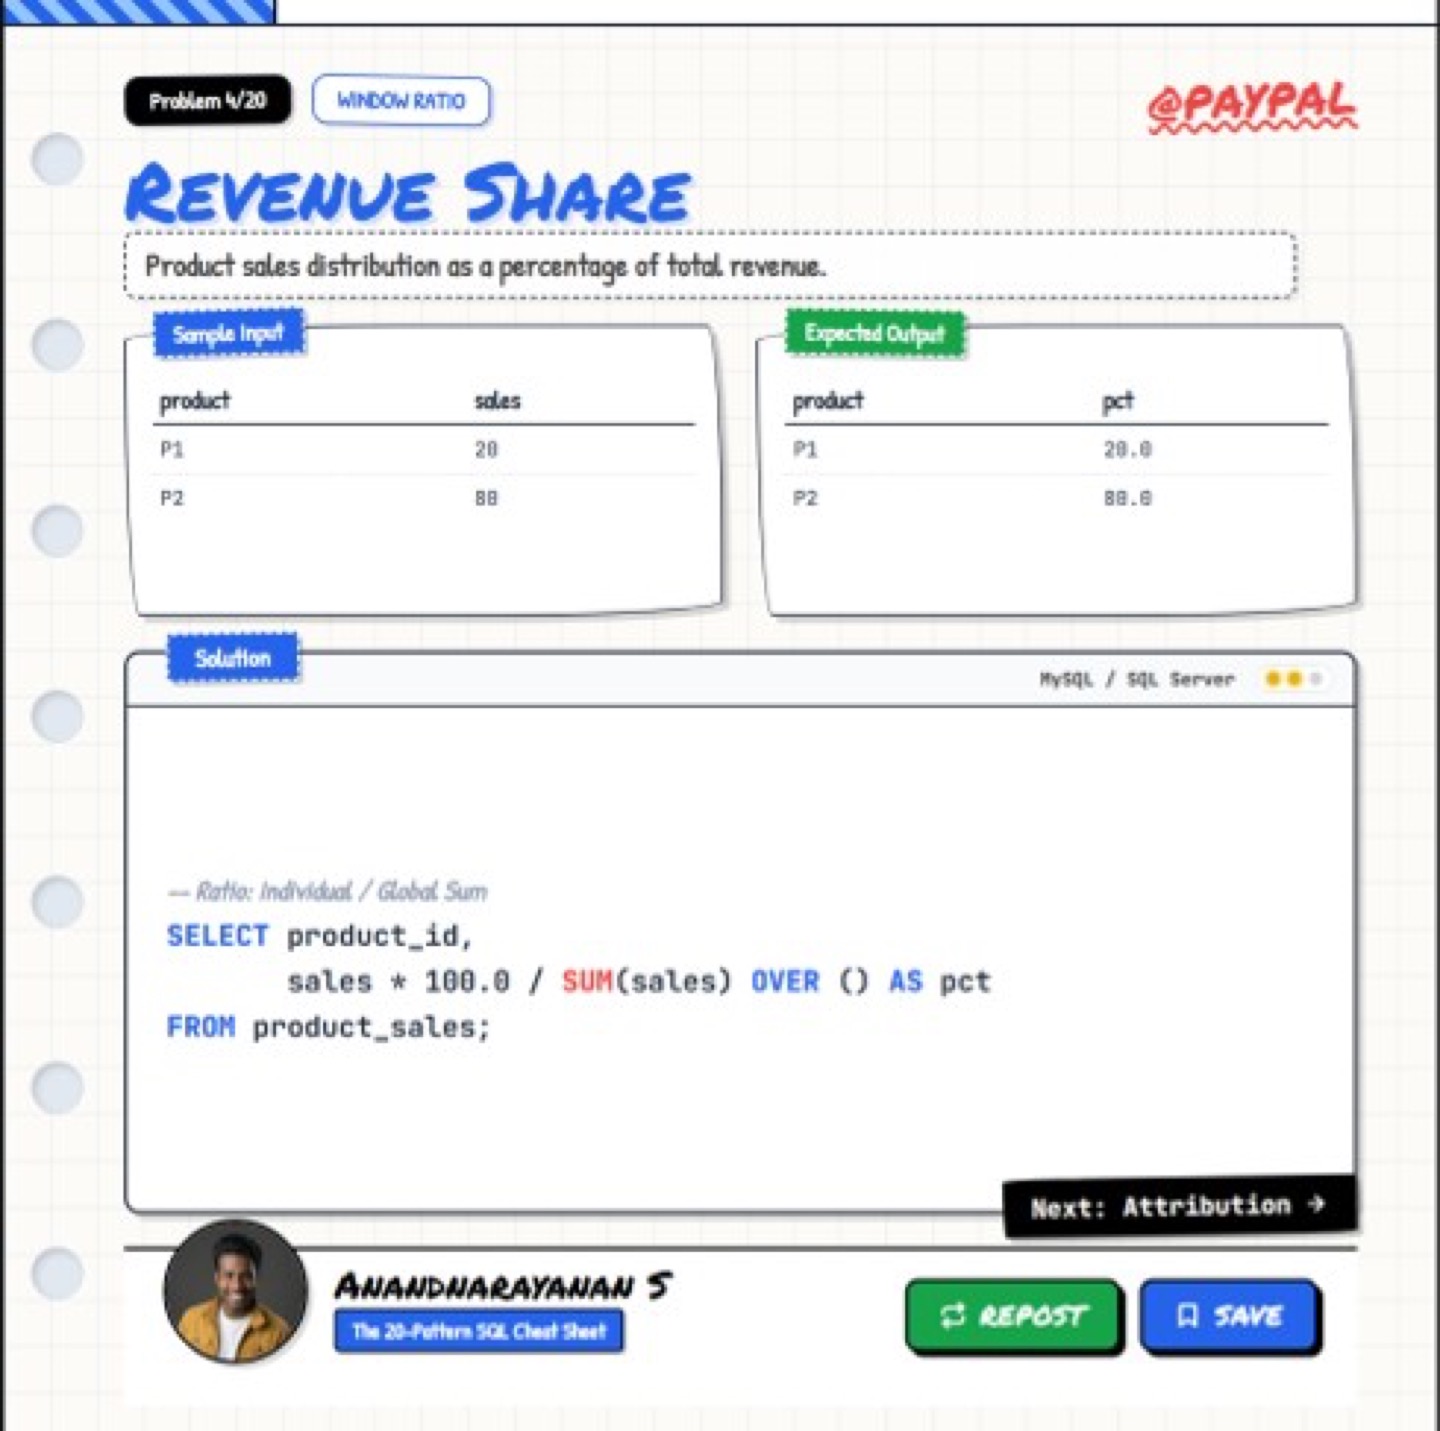 Problem 4/20
WINDOW RATIO
@PAYPAL
REVENUE SHARE
Product sales distribution as a percentage of total revenue.
Sample Input
product sales
P1 20
P2 80
Expected Output
product pct
P1 20.0
P2 80.0
Solution
MySQL / SQL Server
-- Ratio: Individual / Global Sum
SELECT product_id,
sales * 100.0 / SUM(sales) OVER () AS pct
FROM product_sales;
Next: Attribution →
ANANDNARAYANAN S
The 20-Pattern SQL Cheat Sheet
REPOST
SAVE